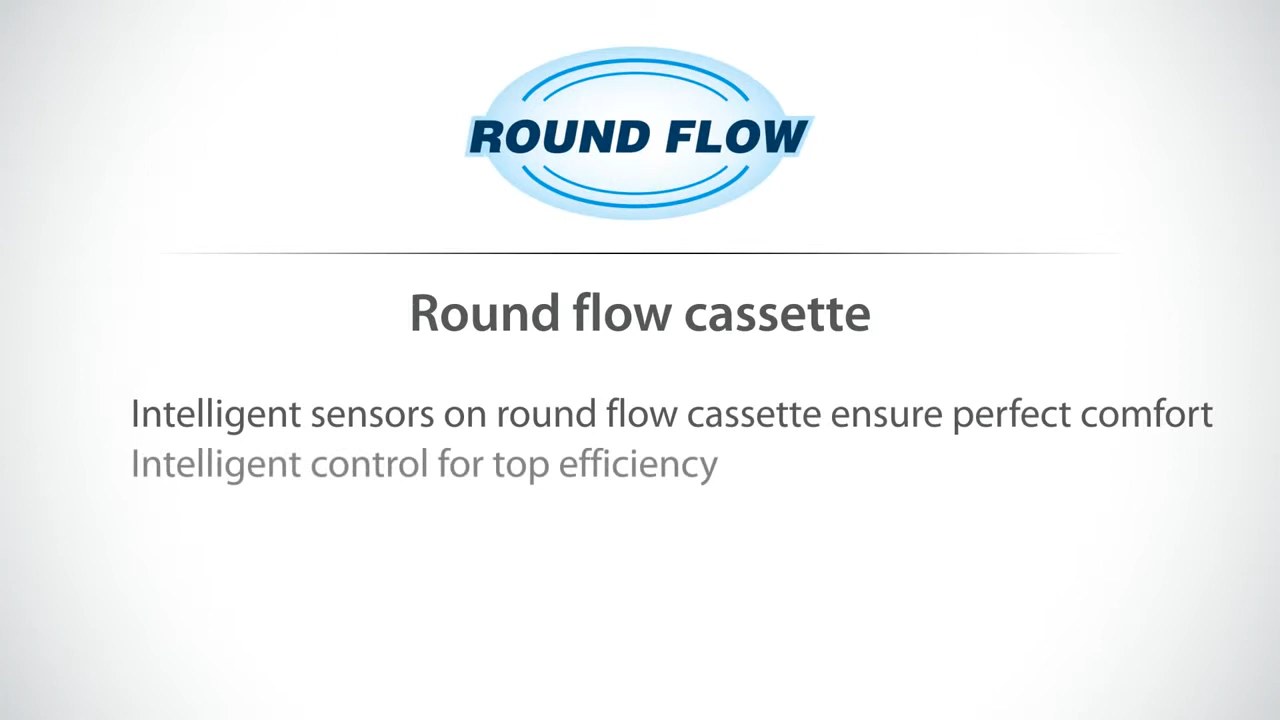 ROUND FLOW
Round flow cassette
Intelligent sensors on round flow cassette ensure perfect comfort
Intelligent control for top efficiency